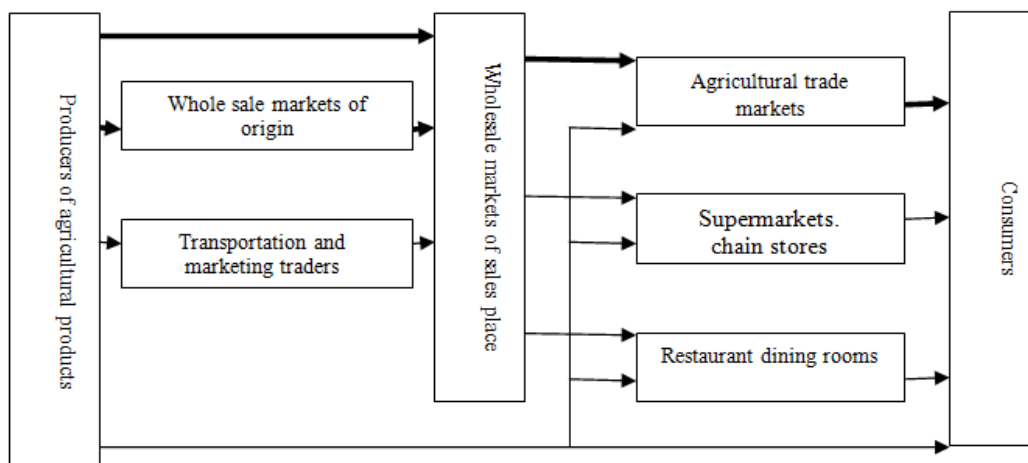 Producers of agricultural
products
Whole sale markets of
origin
Transportation and
marketing traders
Wholesale markets of sales
place
Agricultural trade
markets
Supermarkets.
chain stores
Restaurant dining rooms
Consumers